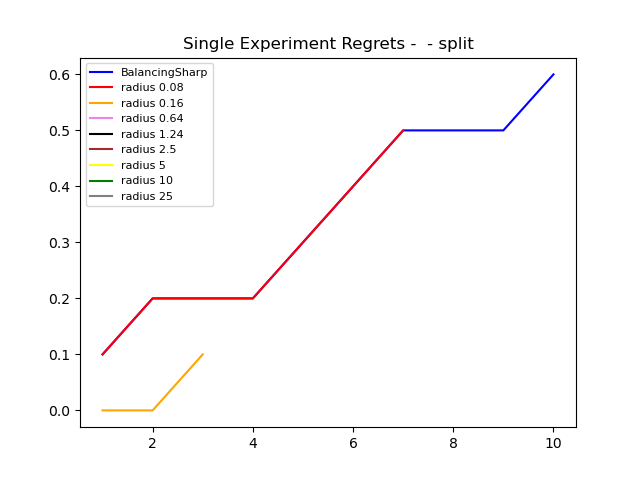 Single Experiment Regrets -  - split
BalancingSharp
radius 0.08
radius 0.16
radius 0.64
radius 1.24
radius 2.5
radius 5
radius 10
radius 25
0.6
0.5
0.4
0.3
0.2
0.1
0.0
2 4 6 8 10